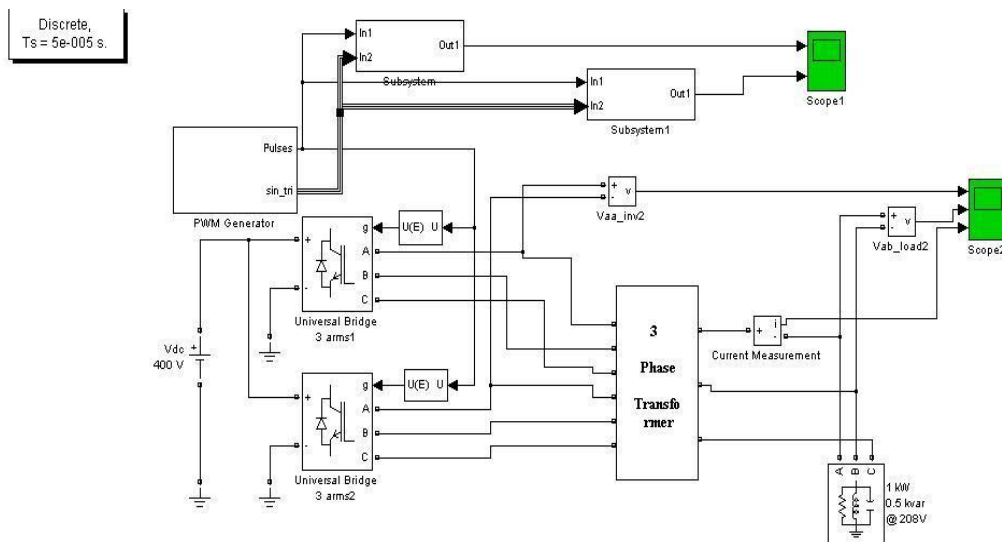 Discrete,
Ts = 5e-005 s.
In1
In2
Out1
Subsystem
In1
In2
Out1
Subsystem1
Scope1
Pulses
sin_tri
PWM Generator
+
-
v
Vaa_inv2
+
-
v
Vab_load2
Scope2
g
A
B
C
+
-
U(E) U
Universal Bridge
3 arms1
Vdc
400 V
+
g
A
B
C
+
-
U(E) U
Universal Bridge
3 arms2
3
Phase
Transfo
rmer
+
i
-
Current Measurement
A
B
C
1 kW
0.5 kvar
@ 208V